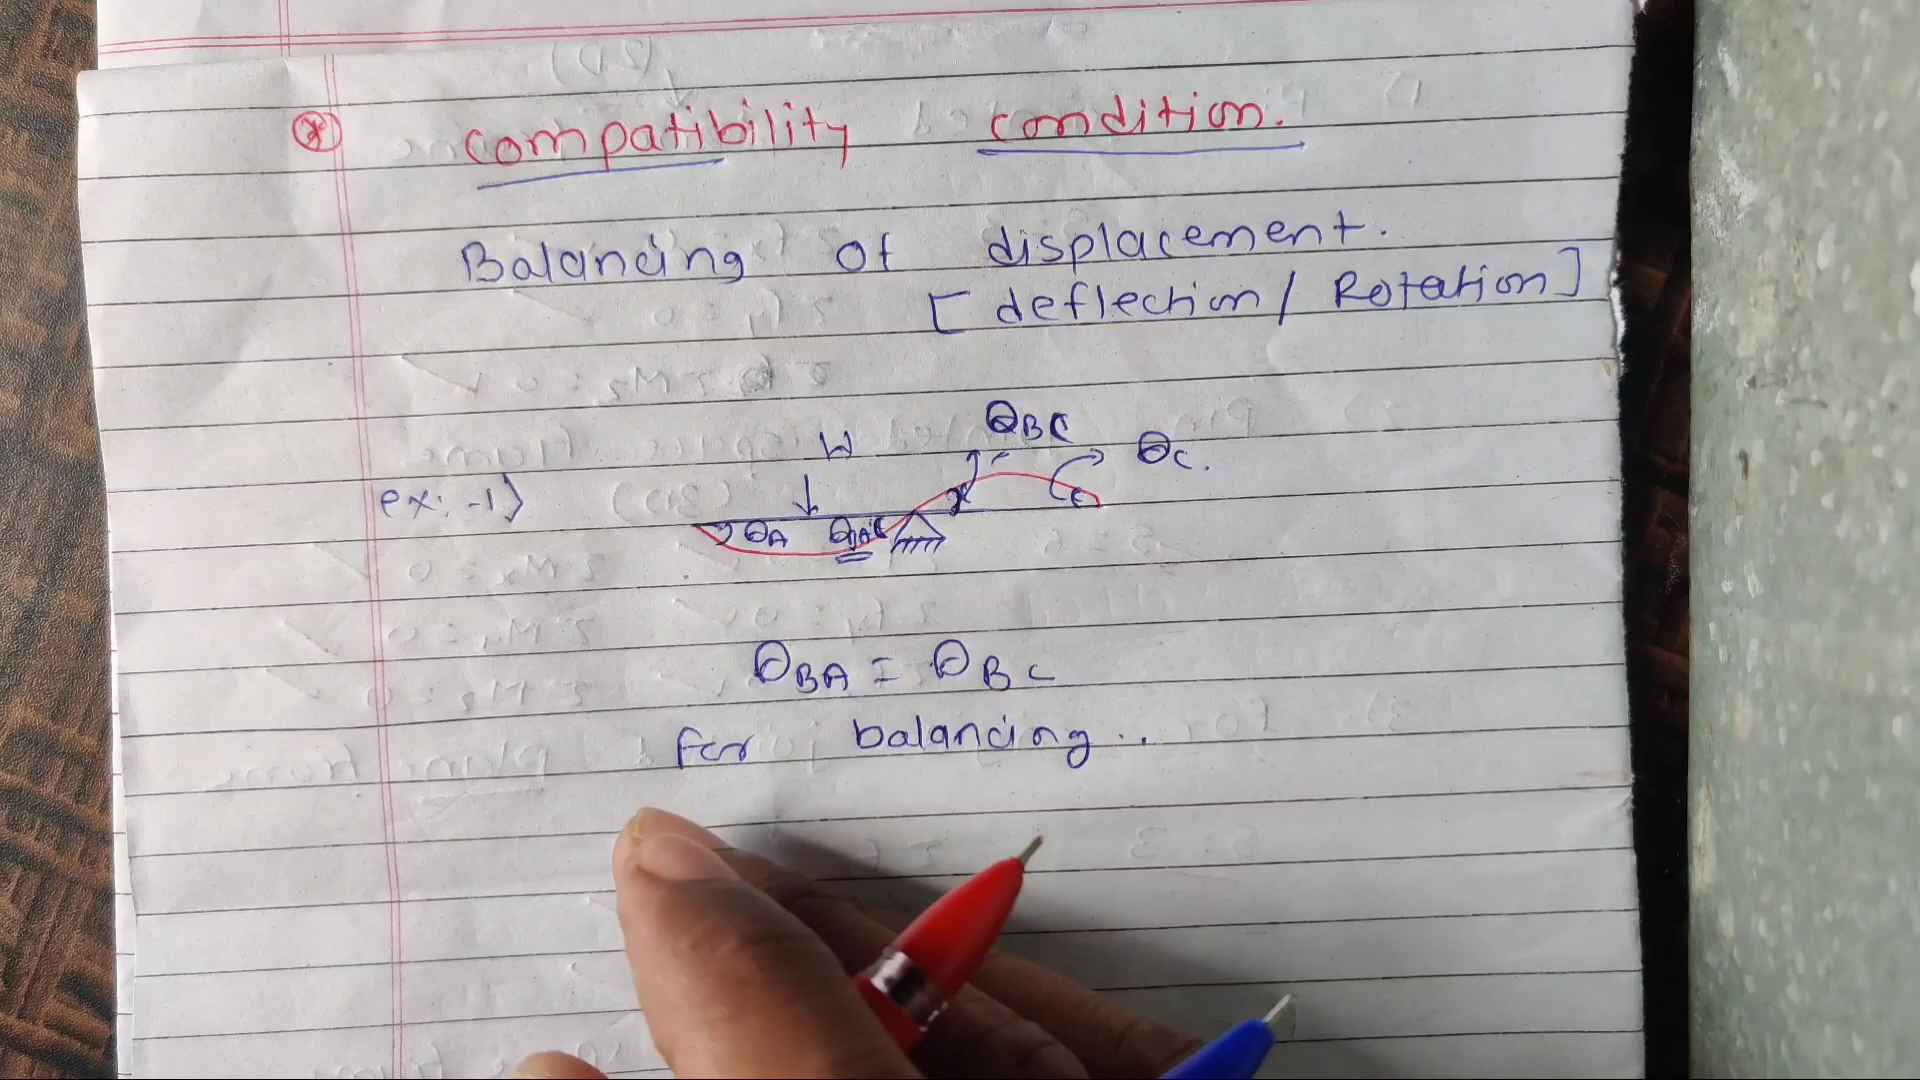 compatibility condition.
Balancing of displacement.
[deflection / Rotation]
W
θBC
θC.
ex:-1)
θA
θBA
θBA = θBC
for balancing..